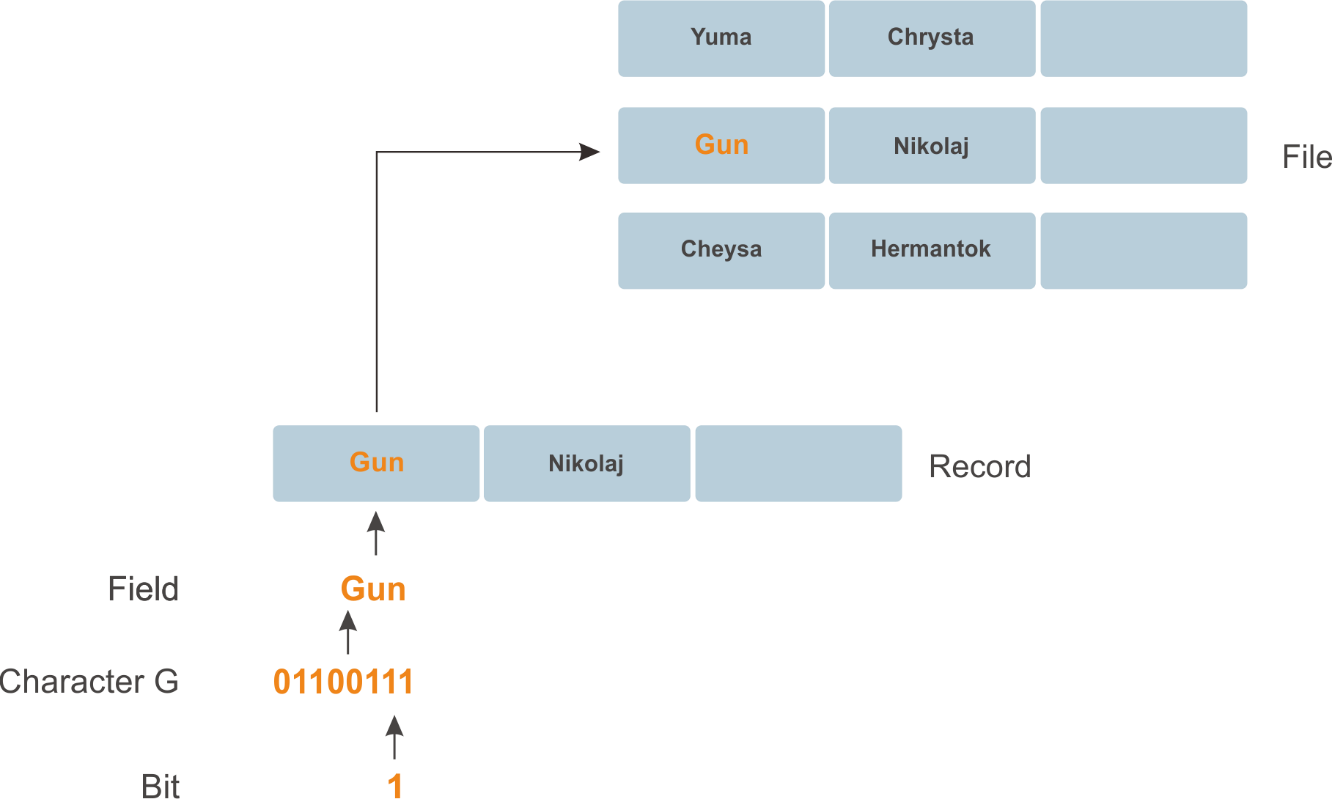 Yuma Chrysta
Gun Nikolaj File
Cheysa Hermantok
Gun Nikolaj Record
Field Gun
Character G 01100111
Bit 1